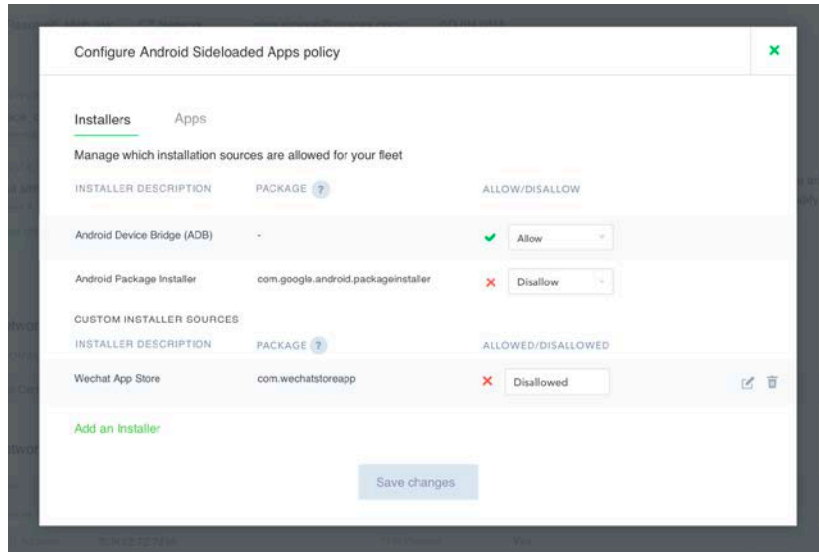 Configure Android Sideloaded Apps policy
Installers Apps
Manage which installation sources are allowed for your fleet
INSTALLER DESCRIPTION PACKAGE ? ALLOW/DISALLOW
Android Device Bridge (ADB) - Allow
Android Package Installer com.google.android.packageinstaller Disallow
CUSTOM INSTALLER SOURCES
INSTALLER DESCRIPTION PACKAGE ? ALLOWED/DISALLOWED
Wechat App Store com.wechatstoreapp Disallowed
Add an Installer
Save changes